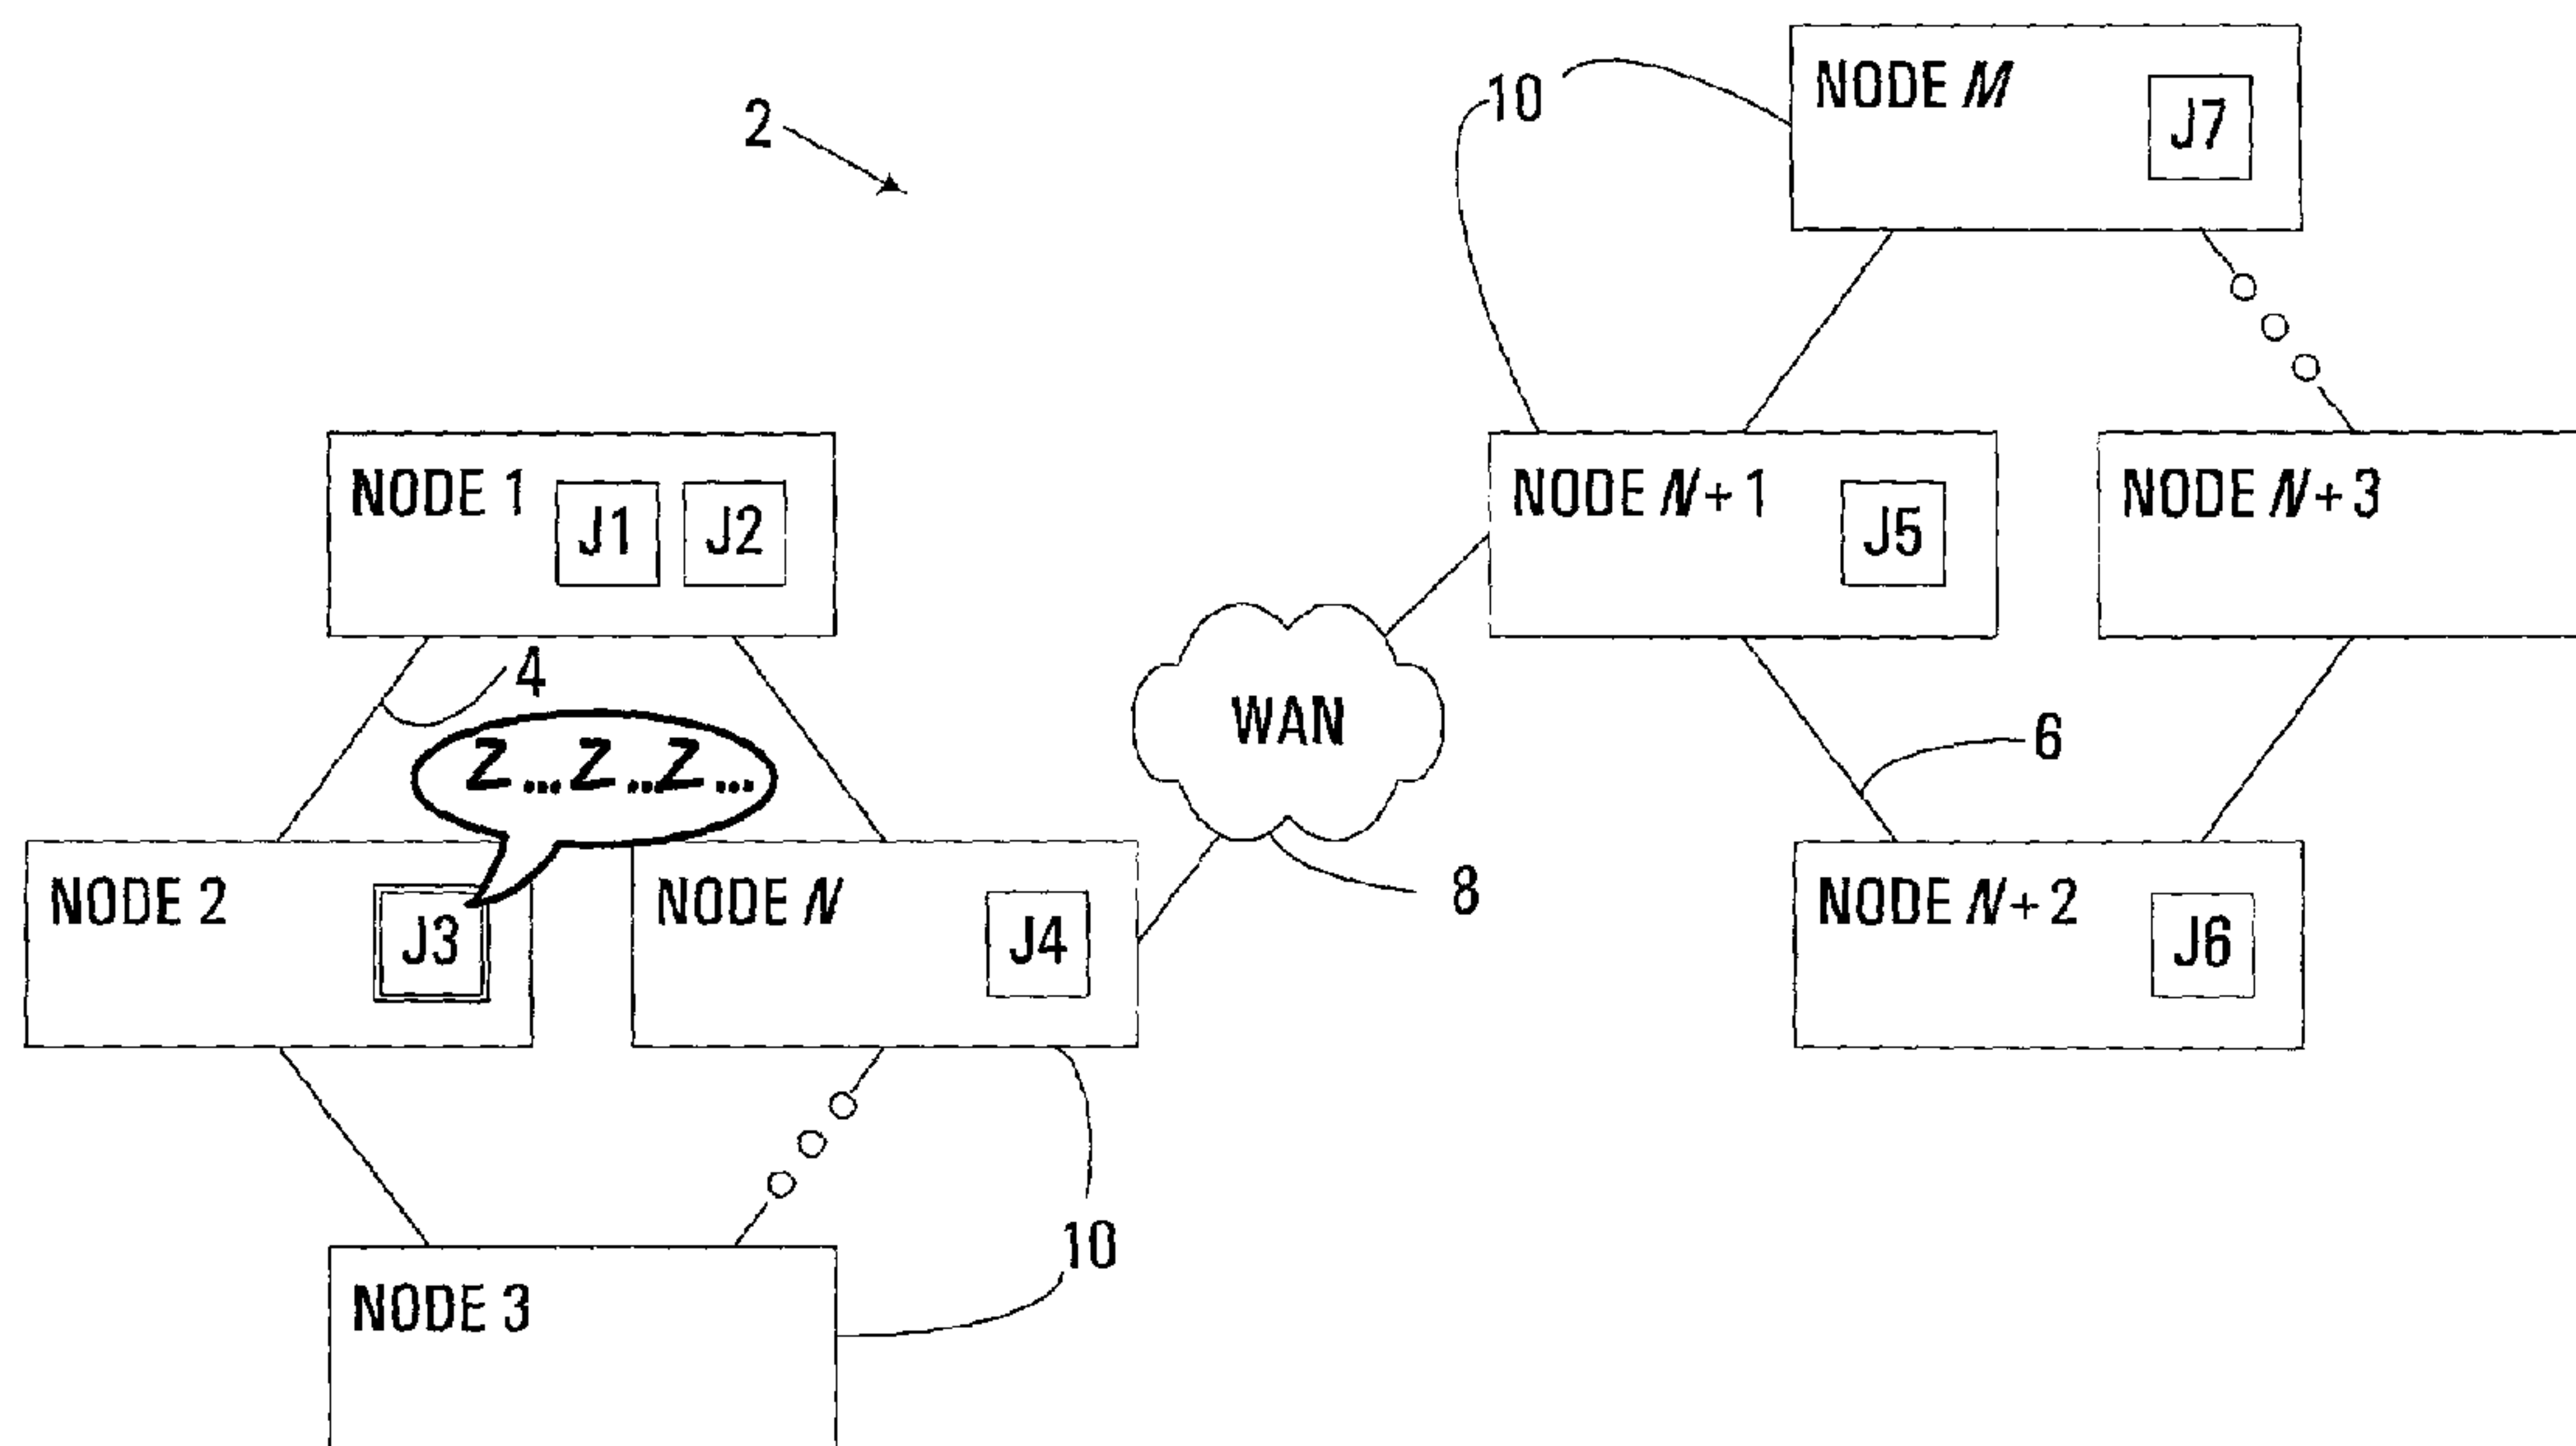 2
10
NODE M
J7
NODE 1
J1
J2
NODE N+1
J5
NODE N+3
4
WAN
6
Z...Z...Z...
NODE 2
J3
NODE N
J4
8
NODE N+2
J6
10
NODE 3